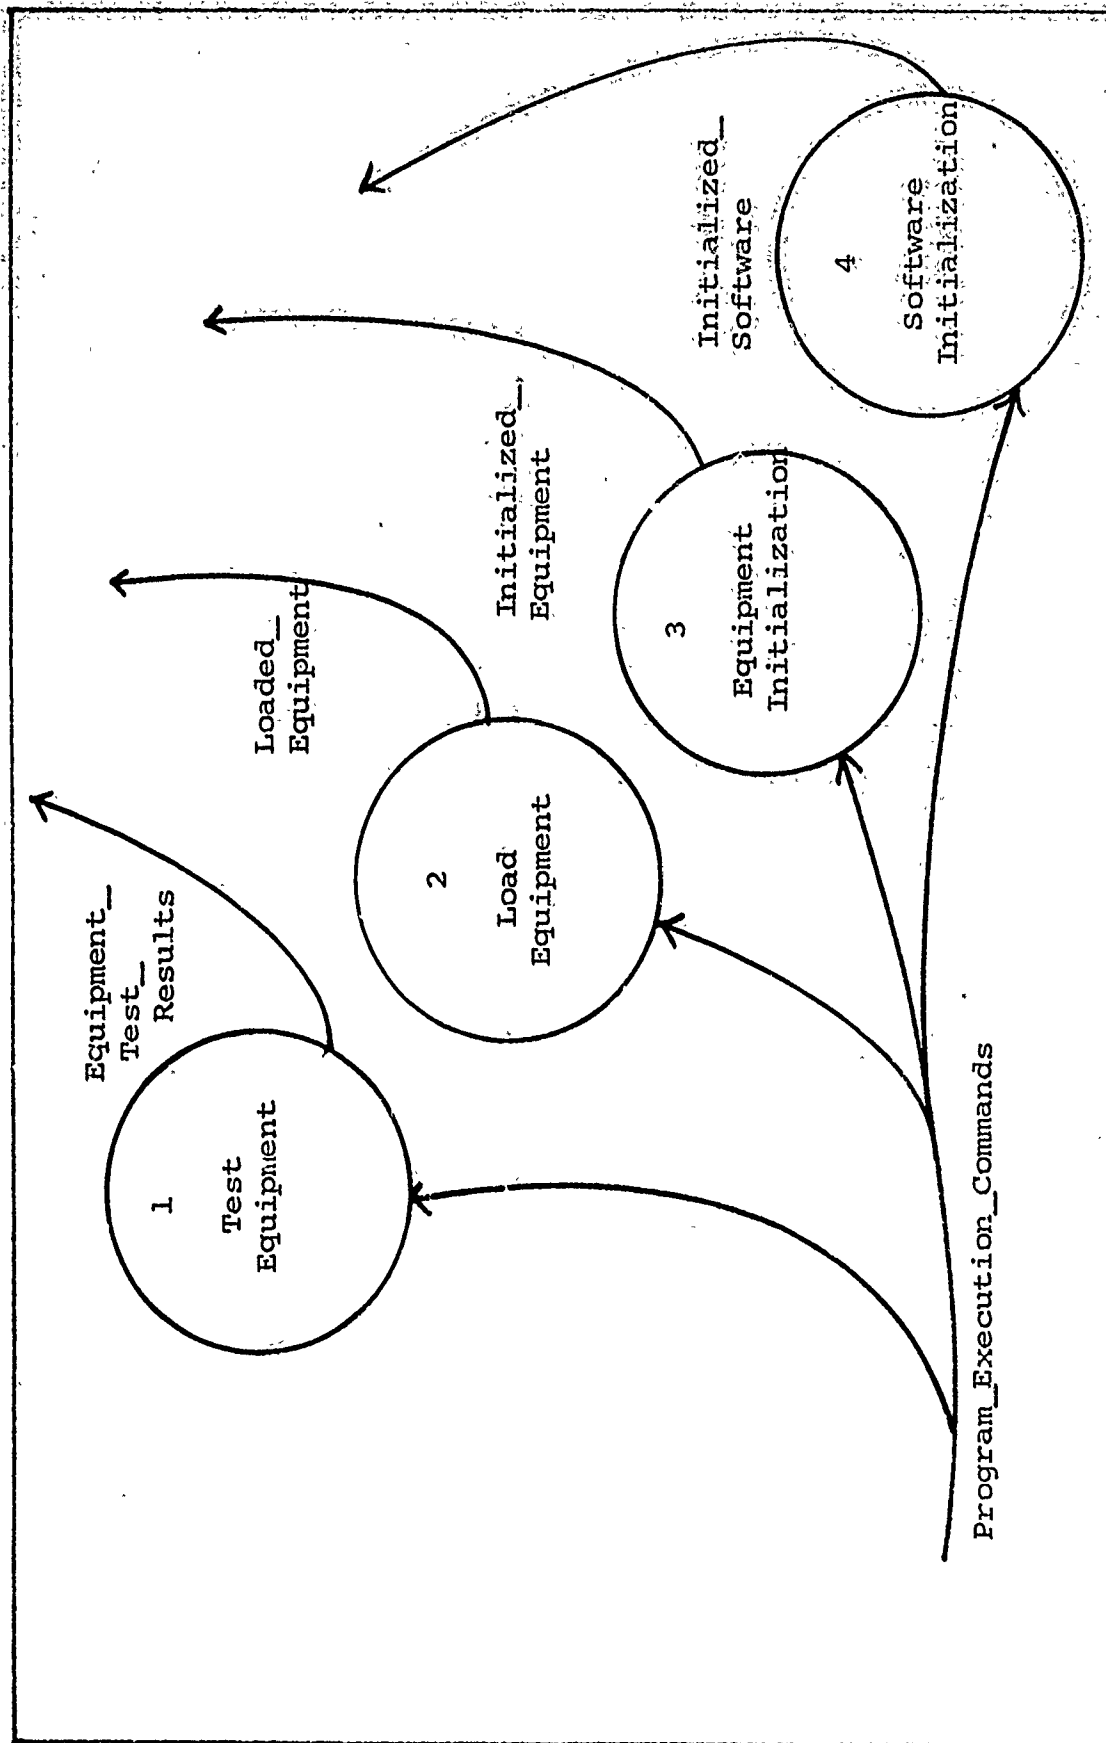 Equipment_
Test_
Results
1
Test
Equipment
Loaded_
Equipment
2
Load
Equipment
Initialized_
Equipment
3
Equipment
Initialization
Initialized_
Software
4
Software
Initialization
Program_Execution_Commands